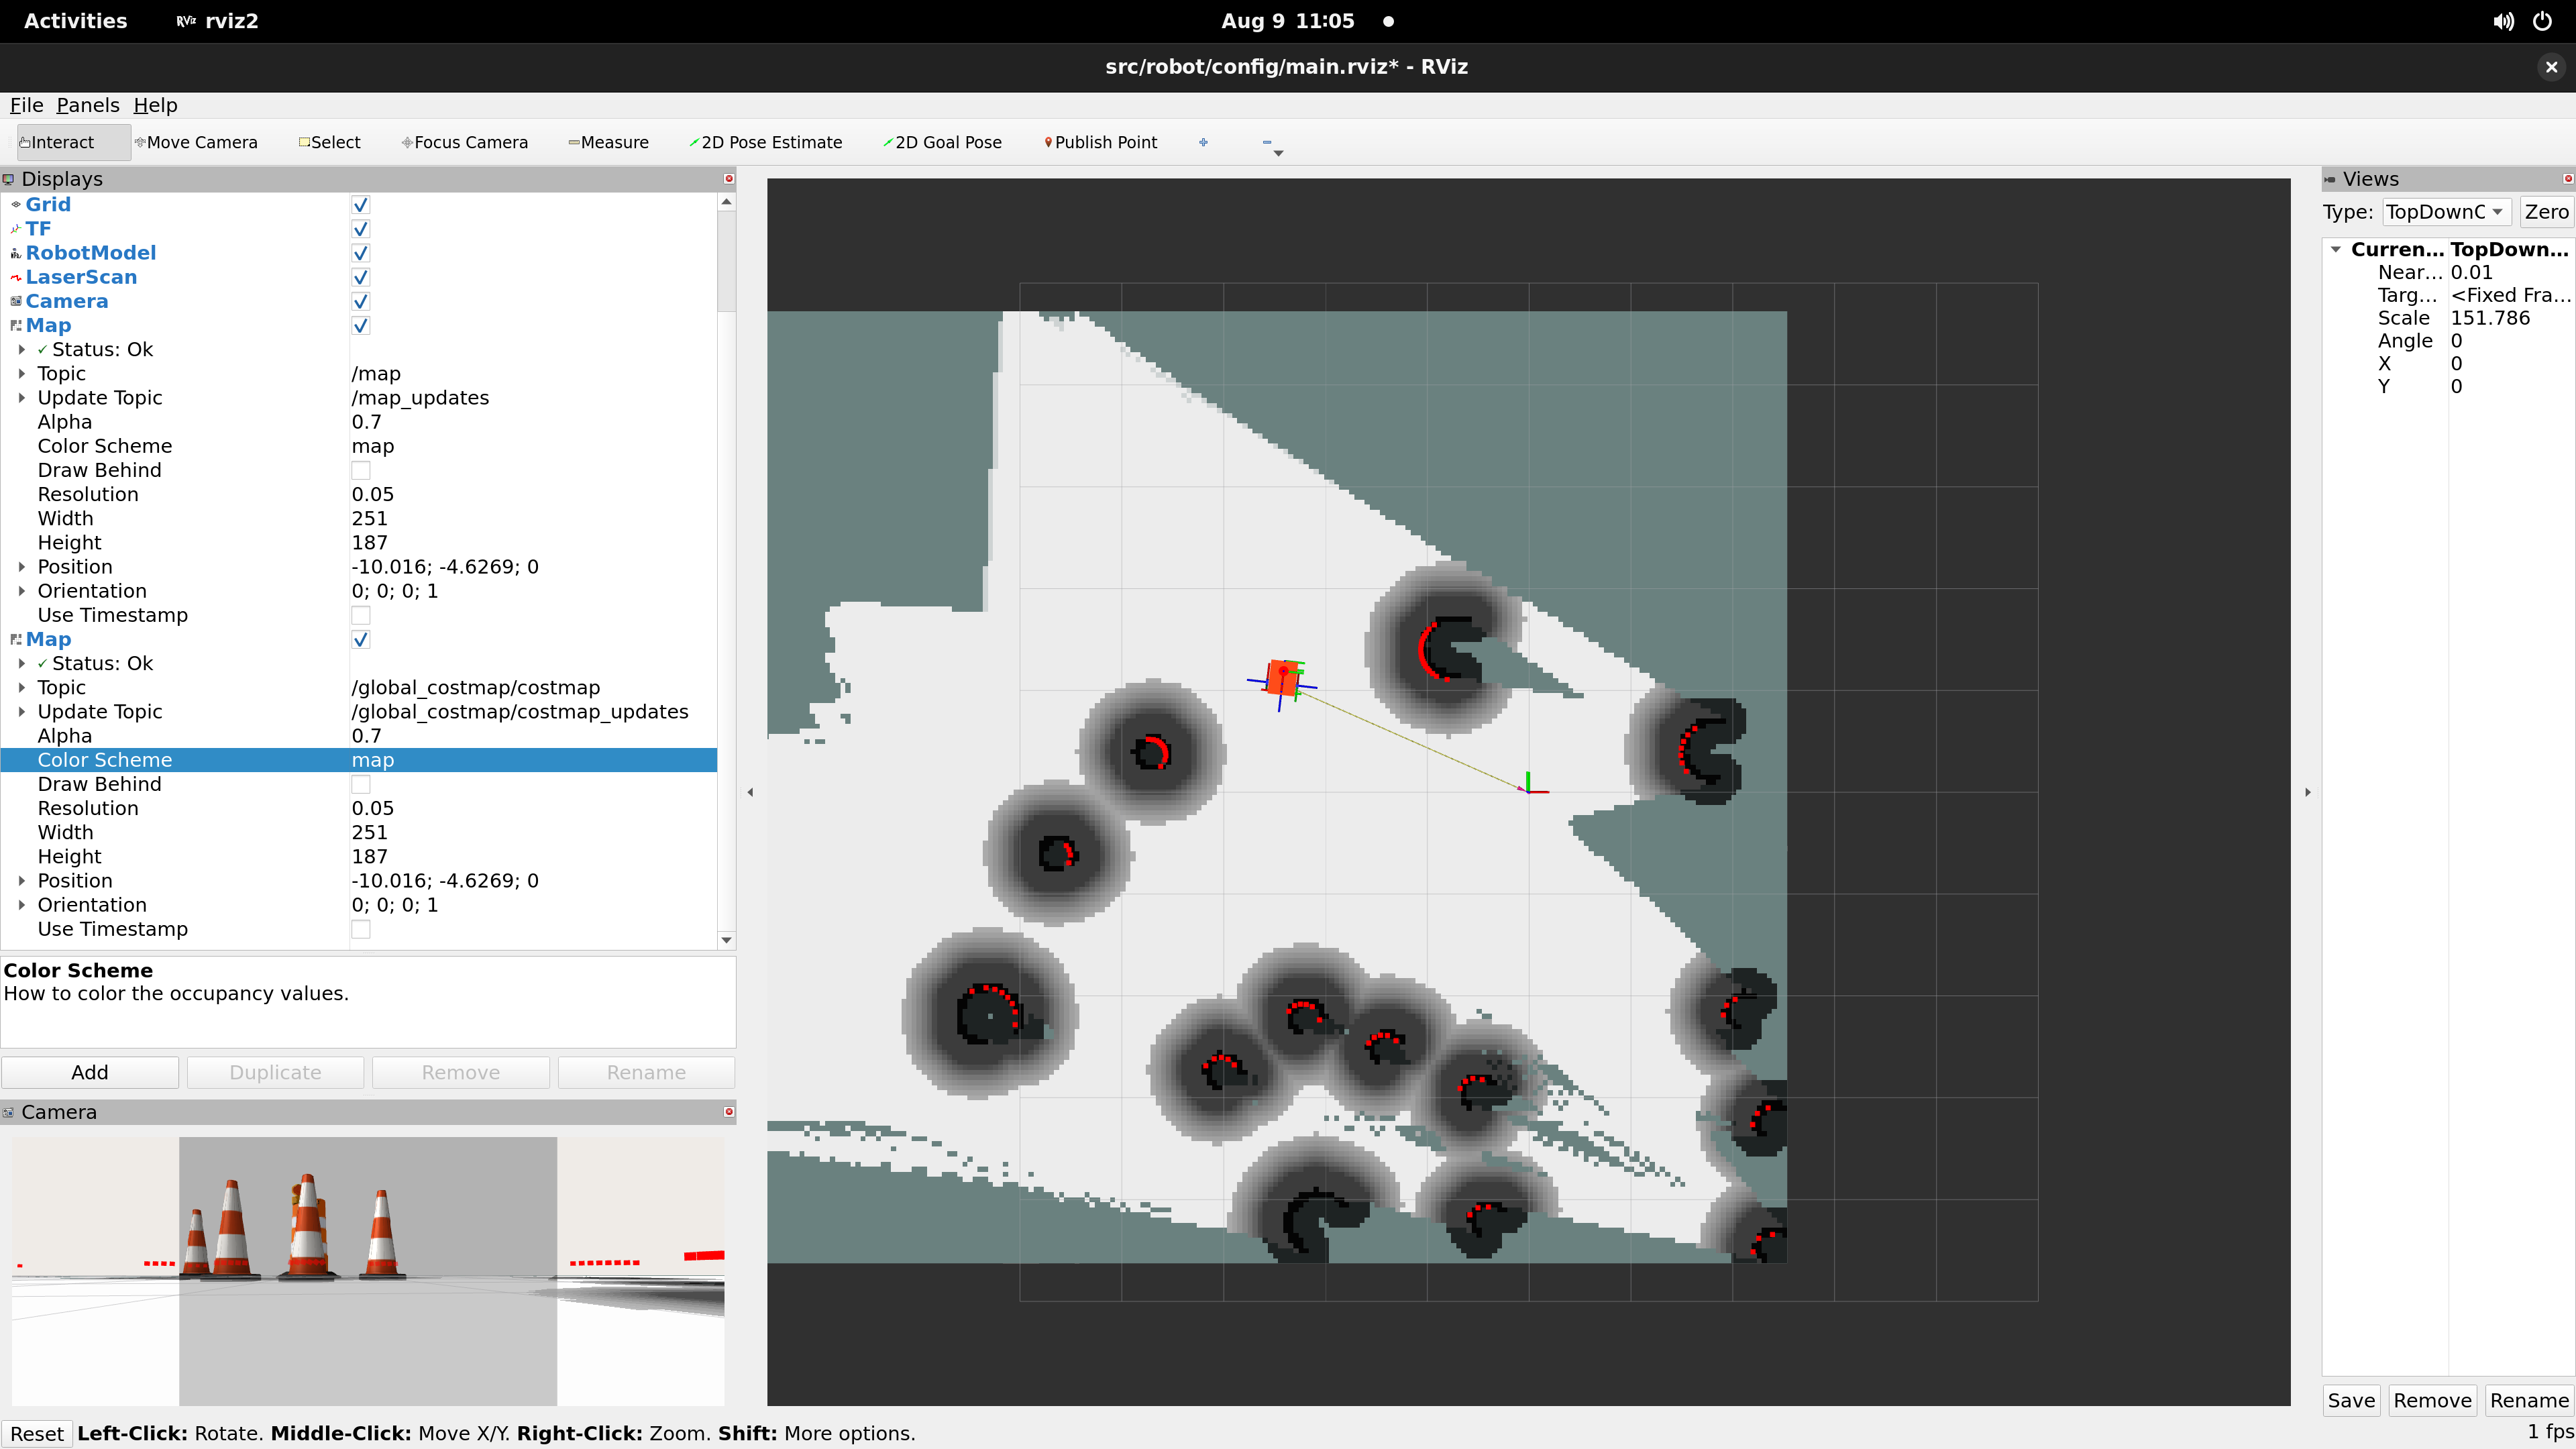 Activities rviz2 Aug 9 11:05
src/robot/config/main.rviz* - RViz
File Panels Help
Interact Move Camera Select Focus Camera Measure 2D Pose Estimate 2D Goal Pose Publish Point
Displays
Grid
TF
RobotModel
LaserScan
Camera
Map
Status: Ok
Topic /map
Update Topic /map_updates
Alpha 0.7
Color Scheme map
Draw Behind
Resolution 0.05
Width 251
Height 187
Position -10.016; -4.6269; 0
Orientation 0; 0; 0; 1
Use Timestamp
Map
Status: Ok
Topic /global_costmap/costmap
Update Topic /global_costmap/costmap_updates
Alpha 0.7
Color Scheme map
Draw Behind
Resolution 0.05
Width 251
Height 187
Position -10.016; -4.6269; 0
Orientation 0; 0; 0; 1
Use Timestamp
Color Scheme
How to color the occupancy values.
Add Duplicate Remove Rename
Camera
Views
Type: TopDownC Zero
Curren... TopDown...
Near... 0.01
Targ... <Fixed Fra...
Scale 151.786
Angle 0
X 0
Y 0
Save Remove Rename
Reset Left-Click: Rotate. Middle-Click: Move X/Y. Right-Click: Zoom. Shift: More options. 1 fps